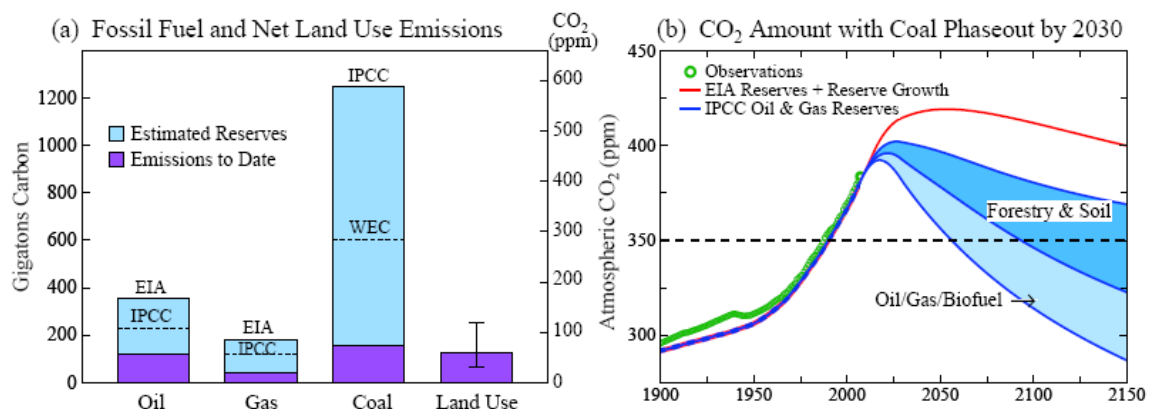 (a) Fossil Fuel and Net Land Use Emissions
CO₂
(ppm)
Gigatons Carbon
1200
1000
800
600
400
200
0
600
500
400
300
200
100
0
Estimated Reserves
Emissions to Date
EIA
IPCC
EIA
IPCC
IPCC
WEC
Oil
Gas
Coal
Land Use
(b) CO₂ Amount with Coal Phaseout by 2030
Atmospheric CO₂ (ppm)
450
400
350
300
Observations
EIA Reserves + Reserve Growth
IPCC Oil & Gas Reserves
Forestry & Soil
Oil/Gas/Biofuel→
1900
1950
2000
2050
2100
2150